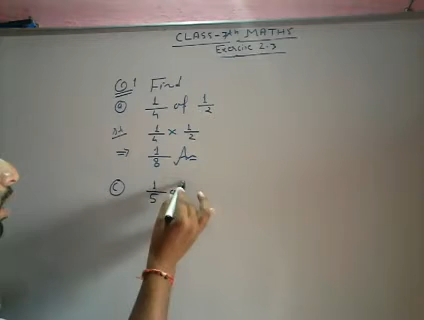 CLASS-7th MATHS
Exercise 2.3
Q1 Find
(a) 1/4 of 1/2
Sol 1/4 × 1/2
⇒ 1/8 Ans
(c) 1/5 o